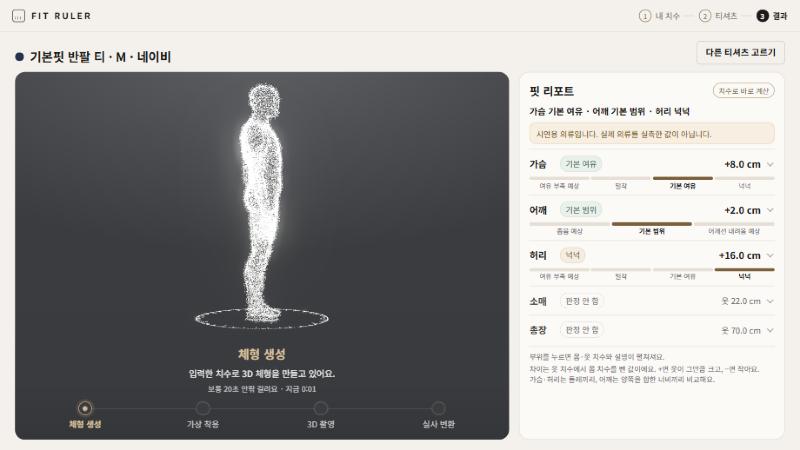 FIT RULER
1 내 치수
2 티셔츠
3 결과
기본핏 반팔 티 · M · 네이비
다른 티셔츠 고르기
체형 생성
입력한 치수로 3D 체형을 만들고 있어요.
보통 20초 안팎 걸려요 · 지금 0:01
체형 생성
가상 착용
3D 촬영
실사 변환
핏 리포트
치수로 바로 계산
가슴 기본 여유 · 어깨 기본 범위 · 허리 넉넉
시연용 의류입니다. 실제 의류를 실측한 값이 아닙니다.
가슴 기본 여유 +8.0 cm
여유 부족 예상 밀착 기본 여유 넉넉
어깨 기본 범위 +2.0 cm
좁음 예상 기본 범위 어깨선 내려옴 예상
허리 넉넉 +16.0 cm
여유 부족 예상 밀착 기본 여유 넉넉
소매 판정 안 함 옷 22.0 cm
총장 판정 안 함 옷 70.0 cm
부위를 누르면 몸·옷 치수와 설명이 펼쳐져요.
차이는 옷 치수에서 몸 치수를 뺀 값이에요. +면 옷이 그만큼 크고, −면 작아요.
가슴·허리는 둘레끼리, 어깨는 양쪽을 합한 너비끼리 비교해요.